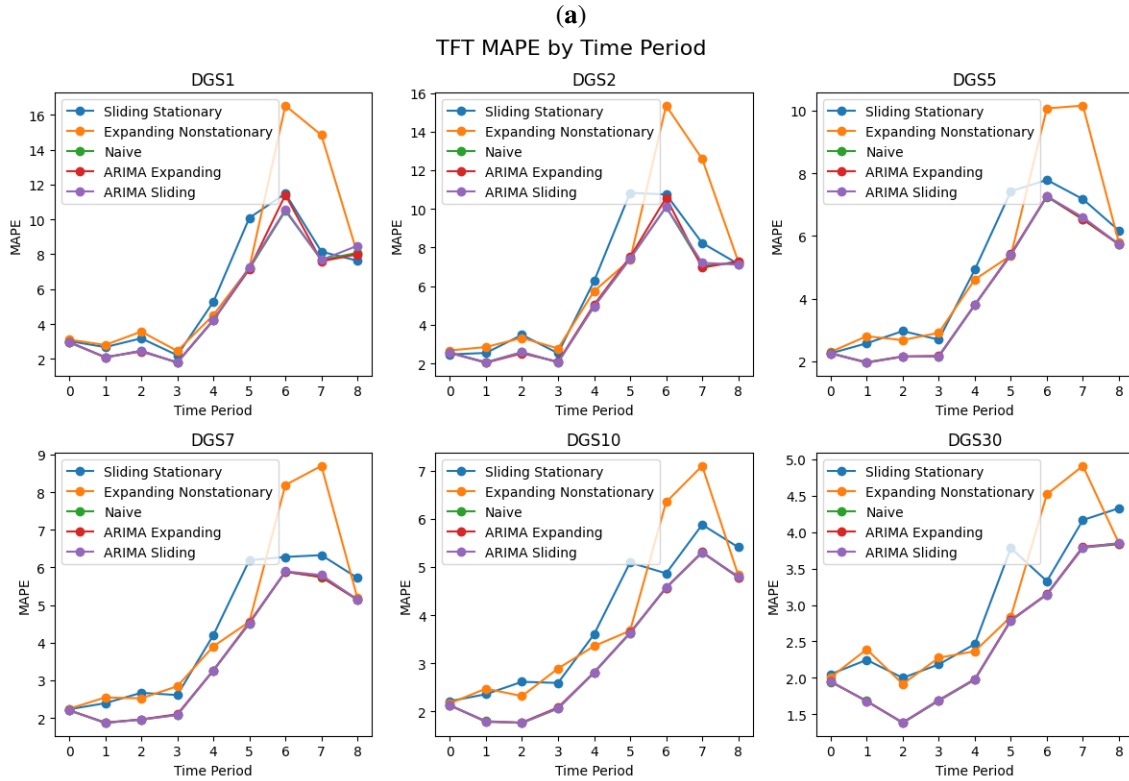 (a)
TFT MAPE by Time Period
DGS1
MAPE
16
14
12
10
8
6
4
2
Sliding Stationary
Expanding Nonstationary
Naive
ARIMA Expanding
ARIMA Sliding
0 1 2 3 4 5 6 7 8
Time Period
DGS2
MAPE
16
14
12
10
8
6
4
2
Sliding Stationary
Expanding Nonstationary
Naive
ARIMA Expanding
ARIMA Sliding
0 1 2 3 4 5 6 7 8
Time Period
DGS5
MAPE
10
8
6
4
2
Sliding Stationary
Expanding Nonstationary
Naive
ARIMA Expanding
ARIMA Sliding
0 1 2 3 4 5 6 7 8
Time Period
DGS7
MAPE
9
8
7
6
5
4
3
2
Sliding Stationary
Expanding Nonstationary
Naive
ARIMA Expanding
ARIMA Sliding
0 1 2 3 4 5 6 7 8
Time Period
DGS10
MAPE
7
6
5
4
3
2
Sliding Stationary
Expanding Nonstationary
Naive
ARIMA Expanding
ARIMA Sliding
0 1 2 3 4 5 6 7 8
Time Period
DGS30
MAPE
5.0
4.5
4.0
3.5
3.0
2.5
2.0
1.5
Sliding Stationary
Expanding Nonstationary
Naive
ARIMA Expanding
ARIMA Sliding
0 1 2 3 4 5 6 7 8
Time Period